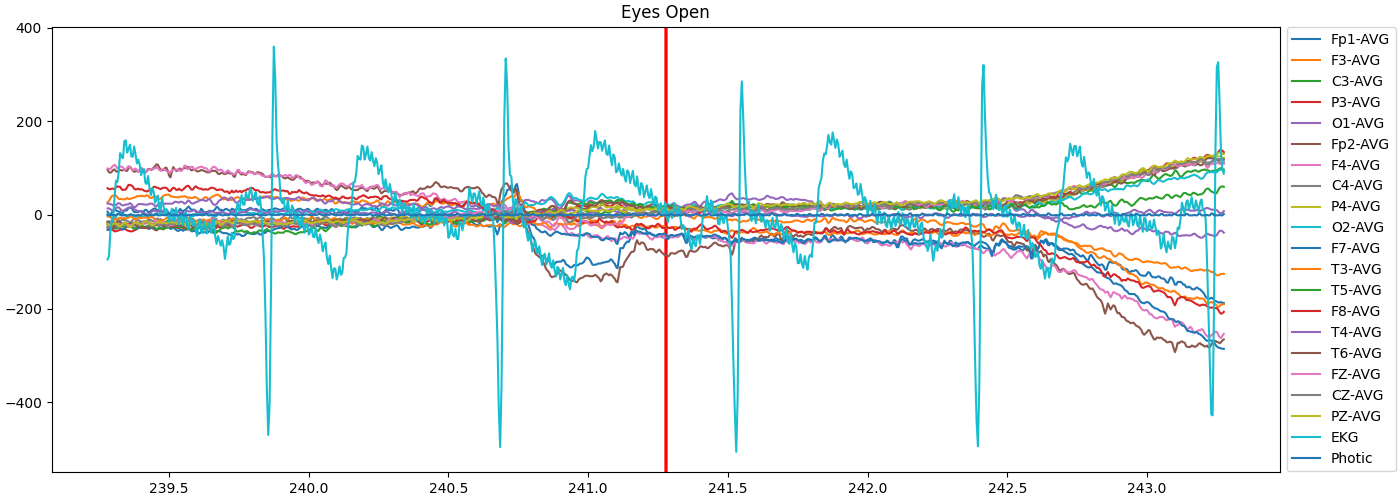 Eyes Open
400
200
0
−200
−400
239.5 240.0 240.5 241.0 241.5 242.0 242.5 243.0
Fp1-AVG
F3-AVG
C3-AVG
P3-AVG
O1-AVG
Fp2-AVG
F4-AVG
C4-AVG
P4-AVG
O2-AVG
F7-AVG
T3-AVG
T5-AVG
F8-AVG
T4-AVG
T6-AVG
FZ-AVG
CZ-AVG
PZ-AVG
EKG
Photic